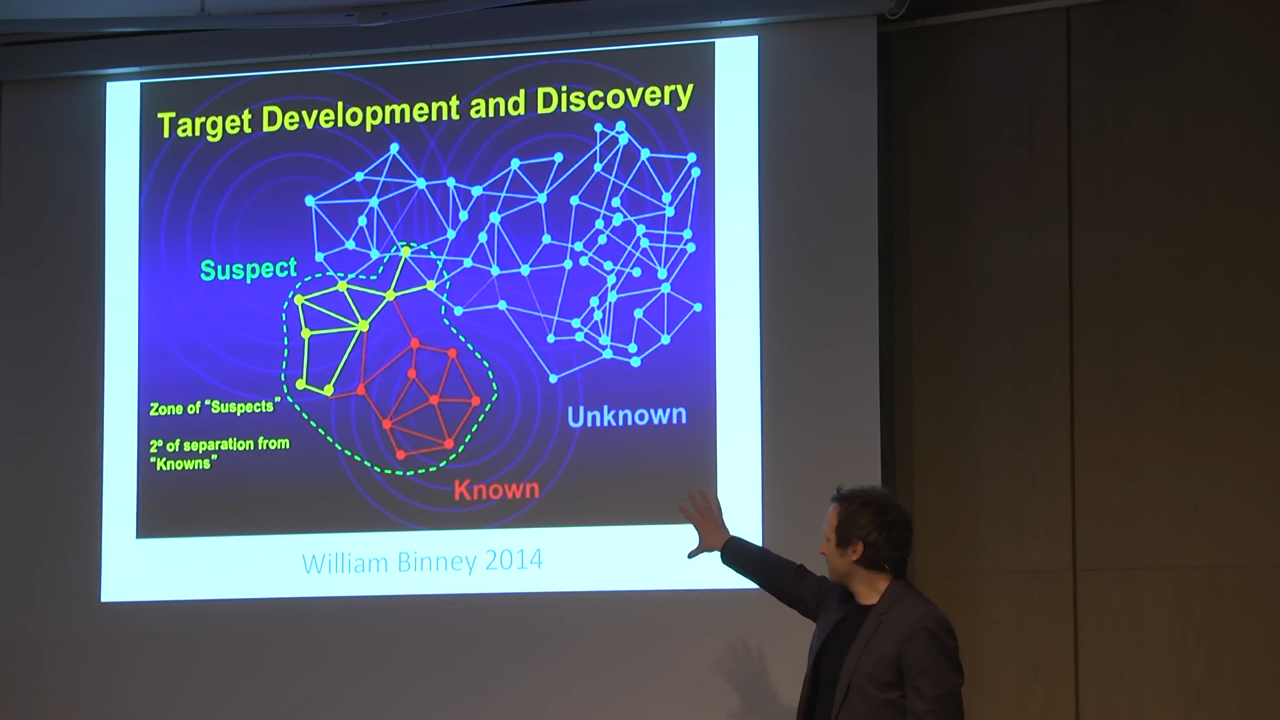 Target Development and Discovery
Suspect
Zone of “Suspects”
2º of separation from
“Knowns”
Unknown
Known
William Binney 2014